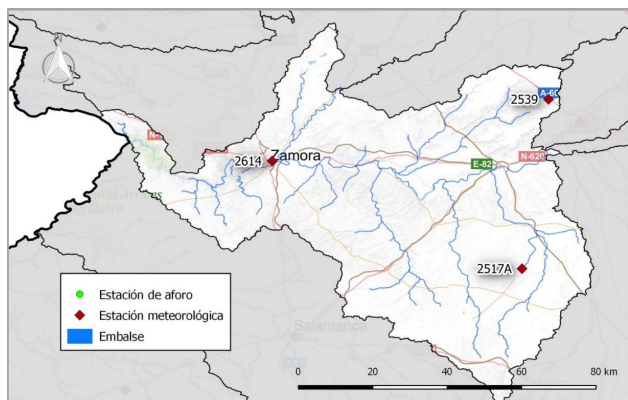 A-60
2539
N-
2614
Zamora
N-620
E-82
2517A
Estación de aforo
Estación meteorológica
Embalse
Salamanca
0 20 40 60 80 km